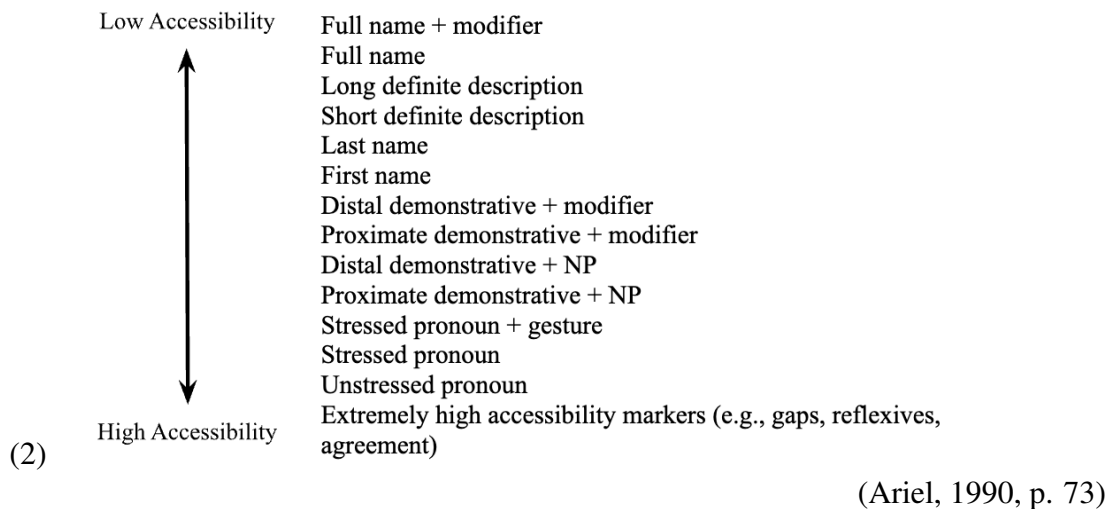 Low Accessibility
Full name + modifier
Full name
Long definite description
Short definite description
Last name
First name
Distal demonstrative + modifier
Proximate demonstrative + modifier
Distal demonstrative + NP
Proximate demonstrative + NP
Stressed pronoun + gesture
Stressed pronoun
Unstressed pronoun
Extremely high accessibility markers (e.g., gaps, reflexives,
agreement)
High Accessibility
(2)
(Ariel, 1990, p. 73)